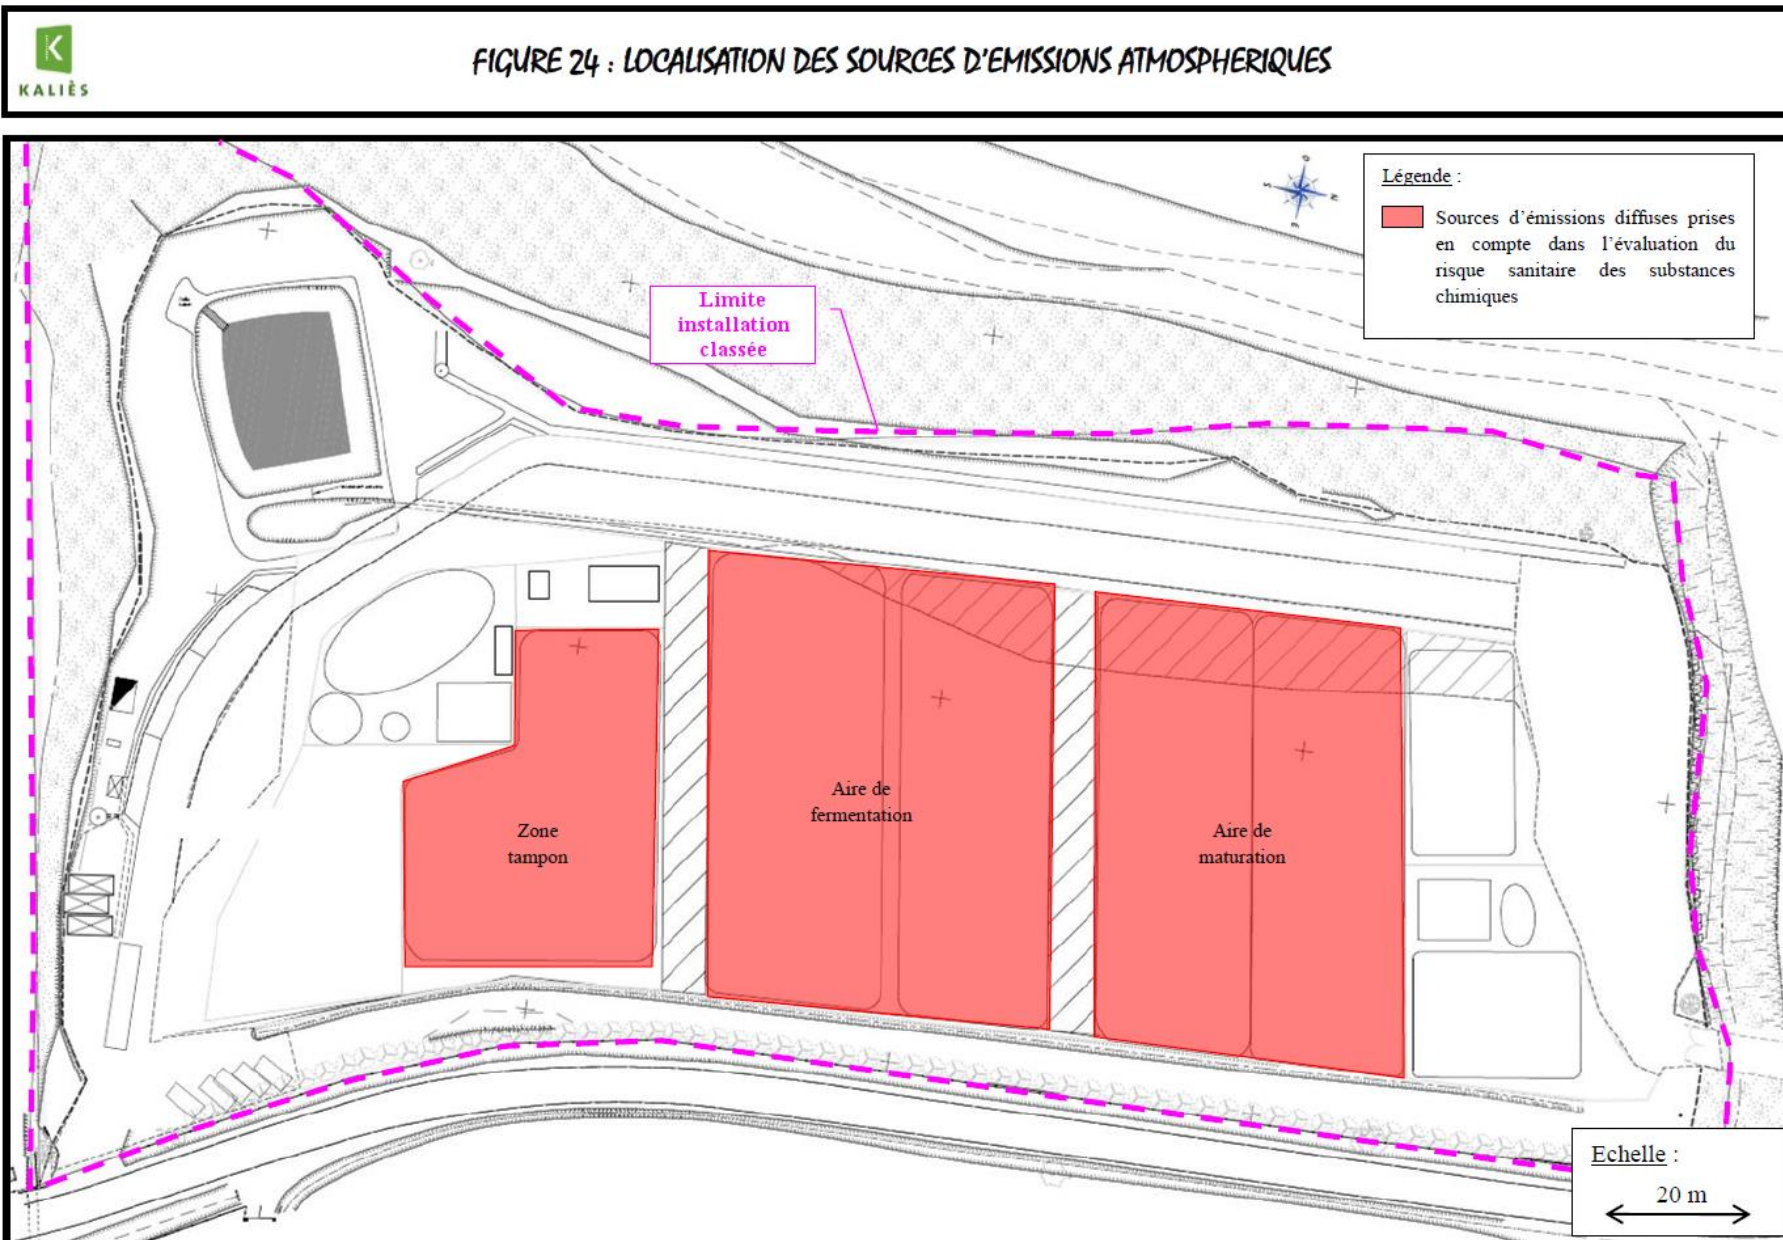 KALIÈS
FIGURE 24 : LOCALISATION DES SOURCES D'EMISSIONS ATMOSPHERIQUES
Légende :
Sources d'émissions diffuses prises
en compte dans l'évaluation du
risque sanitaire des substances
chimiques
Limite
installation
classée
Aire de
fermentation
Zone
tampon
Aire de
maturation
Echelle :
20 m